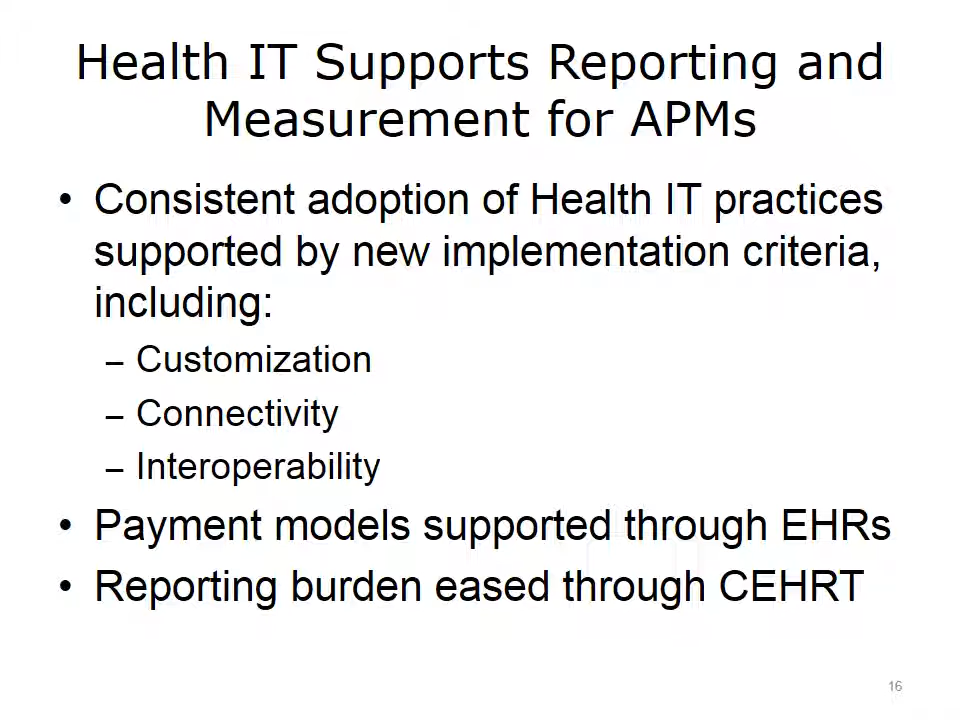 Health IT Supports Reporting and
Measurement for APMs
• Consistent adoption of Health IT practices
supported by new implementation criteria,
including:
– Customization
– Connectivity
– Interoperability
• Payment models supported through EHRs
• Reporting burden eased through CEHRT
16